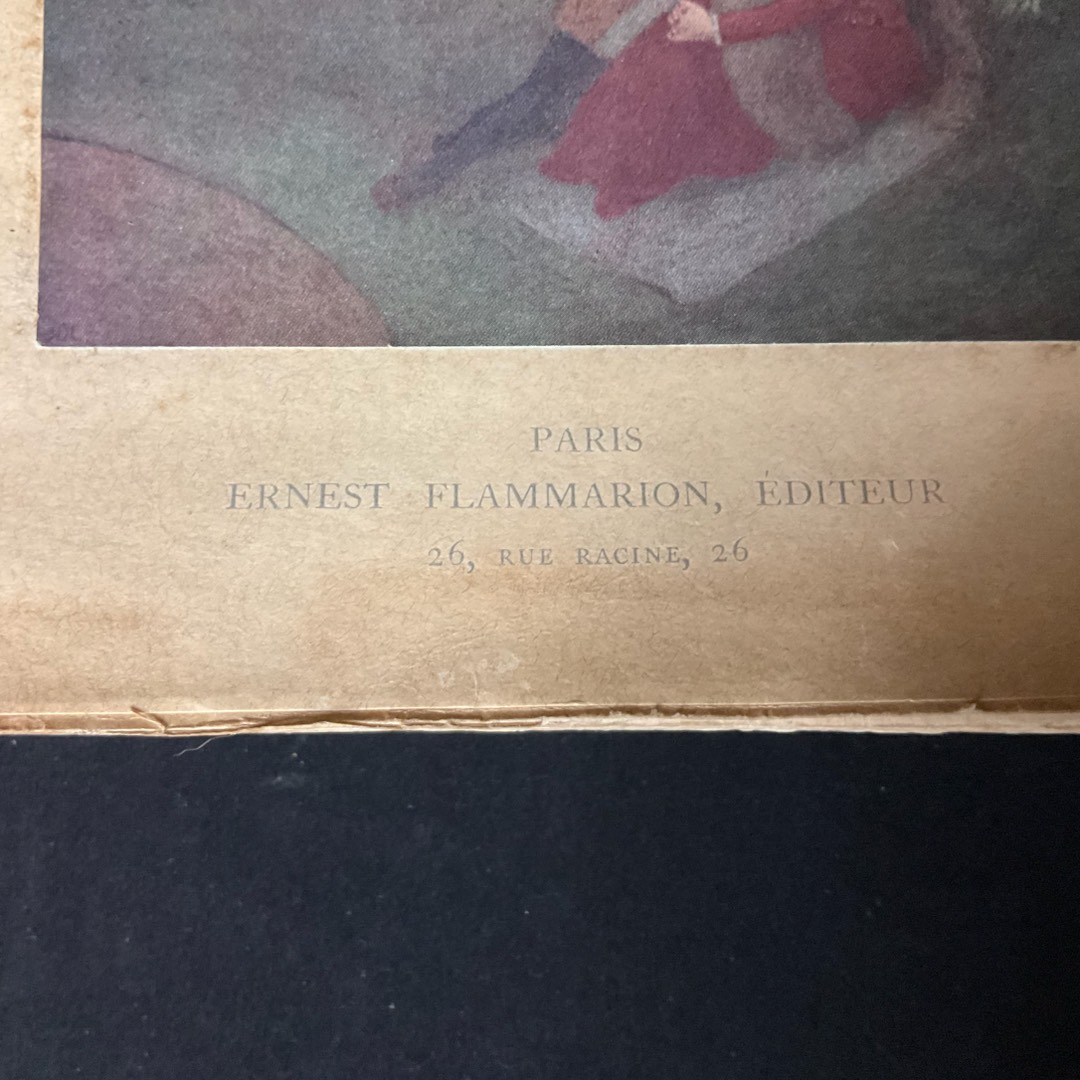 PARIS
ERNEST FLAMMARION, ÉDITEUR
26, RUE RACINE, 26